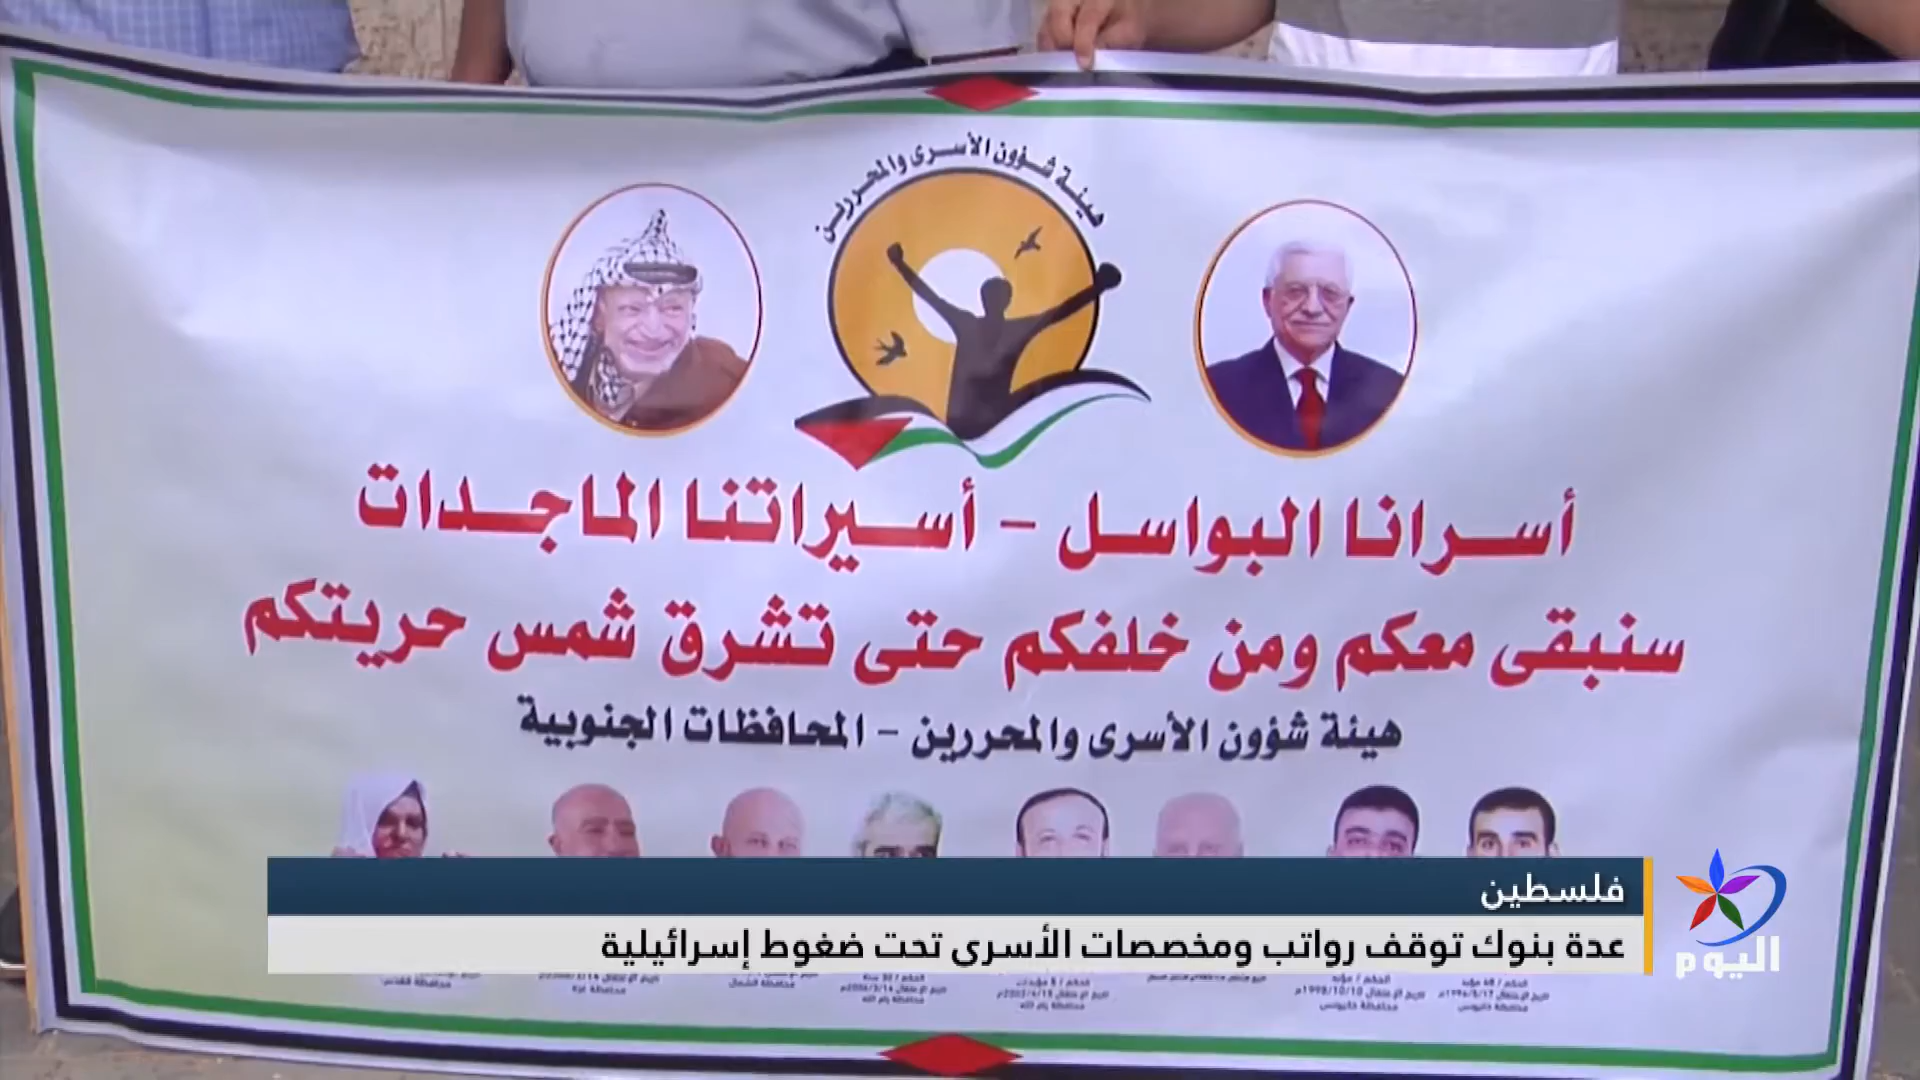 هيئة شؤون الأسرى والمحررين
أسرانا البواسل - أسيراتنا الماجدات
سنبقى معكم ومن خلفكم حتى تشرق شمس حريتكم
هيئة شؤون الأسرى والمحررين - المحافظات الجنوبية
فلسطين
عدة بنوك توقف رواتب ومخصصات الأسرى تحت ضغوط إسرائيلية
اليوم